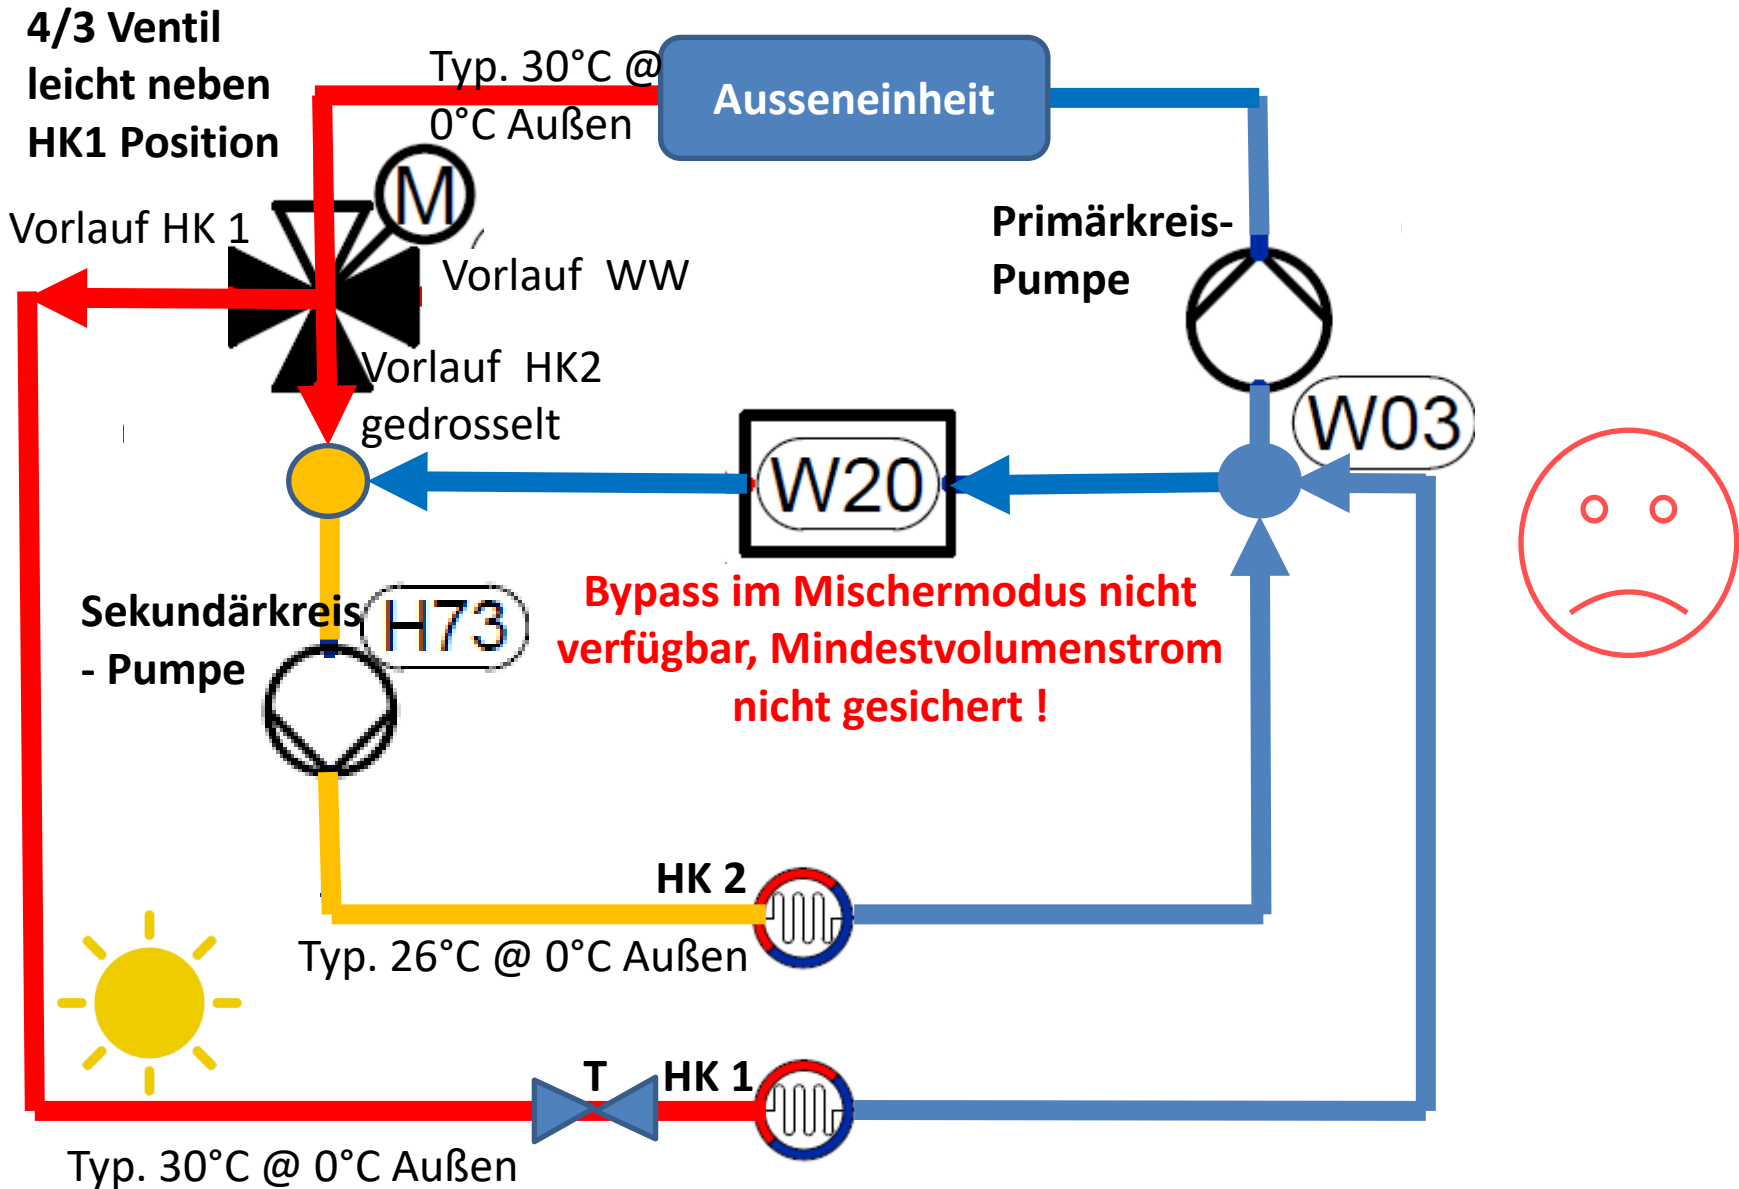 4/3 Ventil
leicht neben
HK1 Position
Typ. 30°C @
0°C Außen
Ausseneinheit
M
Vorlauf HK 1
Vorlauf  WW
Primärkreis-
Pumpe
Vorlauf  HK2
gedrosselt
W03
W20
Bypass im Mischermodus nicht
verfügbar, Mindestvolumenstrom
nicht gesichert !
Sekundärkreis
- Pumpe
H73
HK 2
Typ. 26°C @ 0°C Außen
T
HK 1
Typ. 30°C @ 0°C Außen